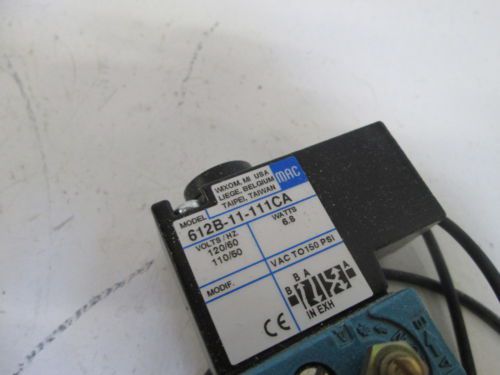 WIXOM, MI USA
LIEGE, BELGIUM
TAIPEI, TAIWAN
MAC
MODEL
612B-11-111CA
VOLTS / HZ
120/60
110/50
WATTS
6.8
MODIF.
VAC TO 150 PSI
B B A A
IN EXH
CE